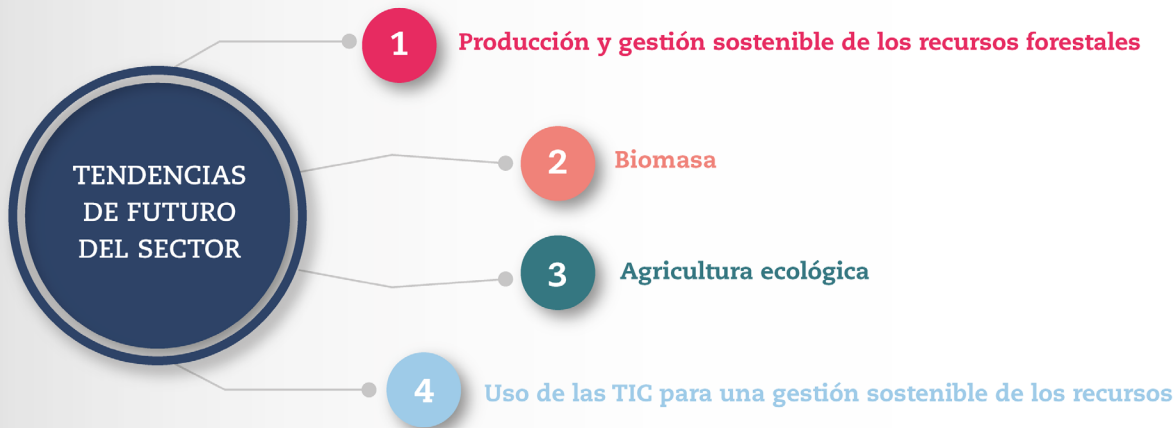 TENDENCIAS
DE FUTURO
DEL SECTOR
1
Producción y gestión sostenible de los recursos forestales
2
Biomasa
3
Agricultura ecológica
4
Uso de las TIC para una gestión sostenible de los recursos